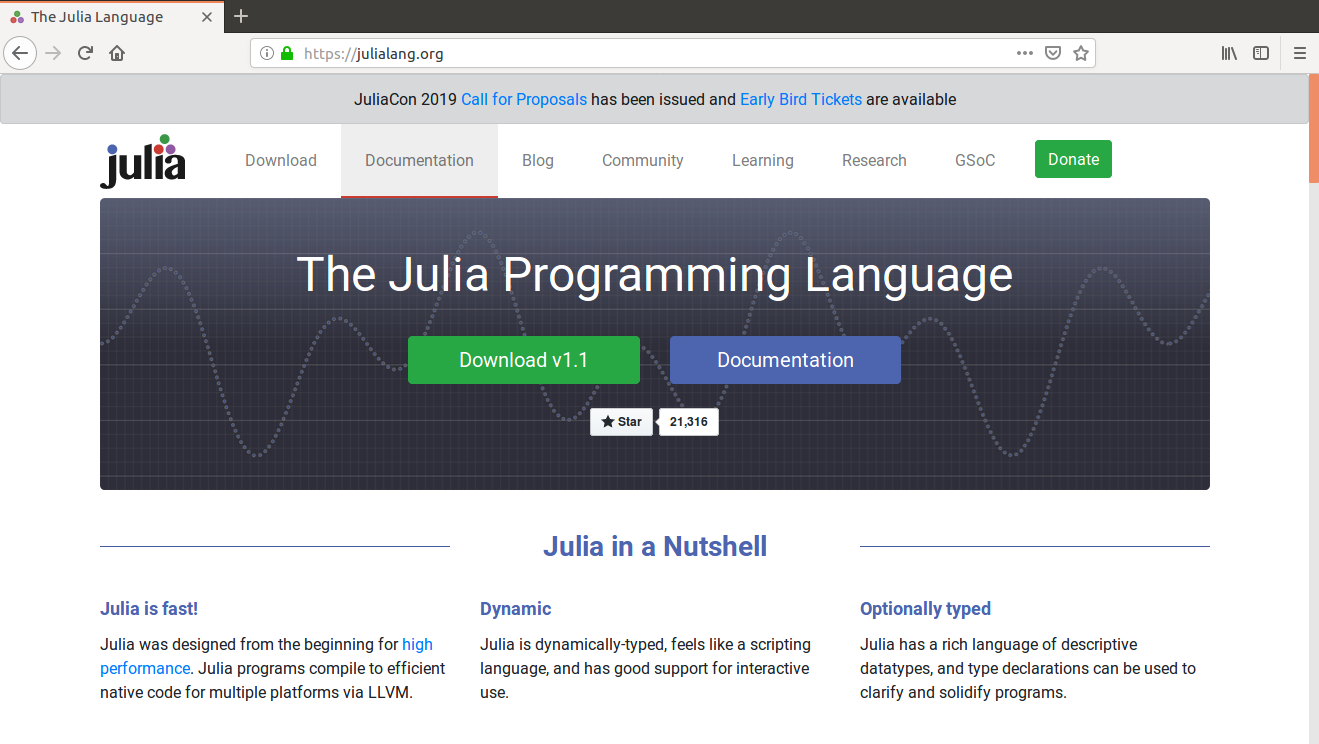 The Julia Language
https://julialang.org
JuliaCon 2019 Call for Proposals has been issued and Early Bird Tickets are available
julia
Download
Documentation
Blog
Community
Learning
Research
GSoC
Donate
The Julia Programming Language
Download v1.1
Documentation
Star
21,316
Julia in a Nutshell
Julia is fast!
Julia was designed from the beginning for high
performance. Julia programs compile to efficient
native code for multiple platforms via LLVM.
Dynamic
Julia is dynamically-typed, feels like a scripting
language, and has good support for interactive
use.
Optionally typed
Julia has a rich language of descriptive
datatypes, and type declarations can be used to
clarify and solidify programs.